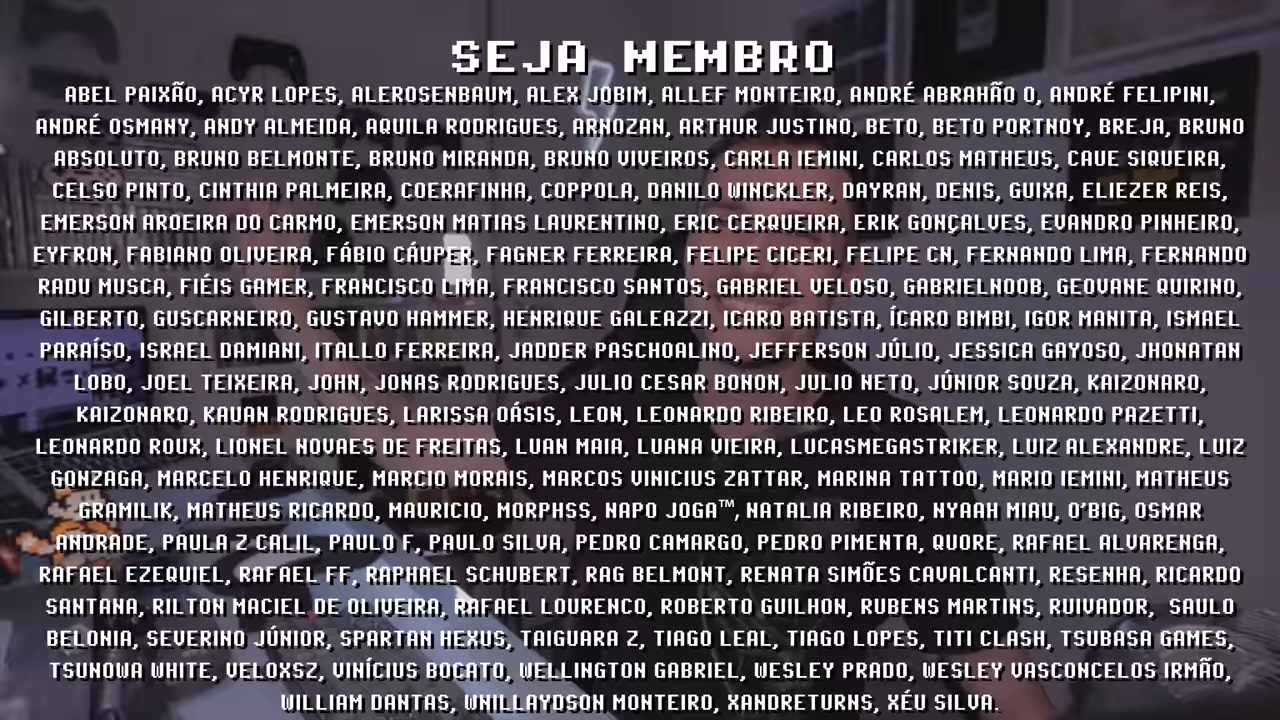 SEJA MEMBRO
ABEL PAIXÃO, ACYR LOPES, ALEROSENBAUM, ALEX JOBIM, ALLEF MONTEIRO, ANDRÉ ABRAHÃO O, ANDRÉ FELIPINI,
ANDRÉ OSMANY, ANDY ALMEIDA, AQUILA RODRIGUES, ARNOZAN, ARTHUR JUSTINO, BETO, BETO PORTNOY, BREJA, BRUNO
ABSOLUTO, BRUNO BELMONTE, BRUNO MIRANDA, BRUNO VIVEIROS, CARLA IEMINI, CARLOS MATHEUS, CAUE SIQUEIRA,
CELSO PINTO, CINTHIA PALMEIRA, COERAFINHA, COPPOLA, DANILO WINCKLER, DAYRAN, DENIS, GUIXA, ELIEZER REIS,
EMERSON AROEIRA DO CARMO, EMERSON MATIAS LAURENTINO, ERIC CERQUEIRA, ERIK GONÇALVES, EVANDRO PINHEIRO,
EYFRON, FABIANO OLIVEIRA, FÁBIO CÁUPER, FAGNER FERREIRA, FELIPE CICERI, FELIPE CN, FERNANDO LIMA, FERNANDO
RADU MUSCA, FIÉIS GAMER, FRANCISCO LIMA, FRANCISCO SANTOS, GABRIEL VELOSO, GABRIELNOOB, GEOVANE QUIRINO,
GILBERTO, GUSCARNEIRO, GUSTAVO HAMMER, HENRIQUE GALEAZZI, ICARO BATISTA, ÍCARO BIMBI, IGOR MANITA, ISMAEL
PARAÍSO, ISRAEL DAMIANI, ITALLO FERREIRA, JADDER PASCHOALINO, JEFFERSON JÚLIO, JESSICA GAYOSO, JHONATAN
LOBO, JOEL TEIXEIRA, JOHN, JONAS RODRIGUES, JULIO CESAR BONON, JULIO NETO, JÚNIOR SOUZA, KAIZONARO,
KAIZONARO, KAUAN RODRIGUES, LARISSA OÁSIS, LEON, LEONARDO RIBEIRO, LEO ROSALEM, LEONARDO PAZETTI,
LEONARDO ROUX, LIONEL NOVAES DE FREITAS, LUAN MAIA, LUANA VIEIRA, LUCASMEGASTRIKER, LUIZ ALEXANDRE, LUIZ
GONZAGA, MARCELO HENRIQUE, MARCIO MORAIS, MARCOS VINICIUS ZATTAR, MARINA TATTOO, MARIO IEMINI, MATHEUS
GRAMILIK, MATHEUS RICARDO, MAURICIO, MORPHSS, NAPO JOGA™, NATALIA RIBEIRO, NYAAH MIAU, O'BIG, OSMAR
ANDRADE, PAULA Z CALIL, PAULO F, PAULO SILVA, PEDRO CAMARGO, PEDRO PIMENTA, QUORE, RAFAEL ALVARENGA,
RAFAEL EZEQUIEL, RAFAEL FF, RAPHAEL SCHUBERT, RAG BELMONT, RENATA SIMÕES CAVALCANTI, RESENHA, RICARDO
SANTANA, RILTON MACIEL DE OLIVEIRA, RAFAEL LOURENCO, ROBERTO GUILHON, RUBENS MARTINS, RUIVADOR, SAULO
BELONIA, SEVERINO JÚNIOR, SPARTAN HEXUS, TAIGUARA Z, TIAGO LEAL, TIAGO LOPES, TITI CLASH, TSUBASA GAMES,
TSUNOWA WHITE, VELOXSZ, VINÍCIUS BOCATO, WELLINGTON GABRIEL, WESLEY PRADO, WESLEY VASCONCELOS IRMÃO,
WILLIAM DANTAS, WNILLAYDSON MONTEIRO, XANDRETURNS, XÉU SILVA.